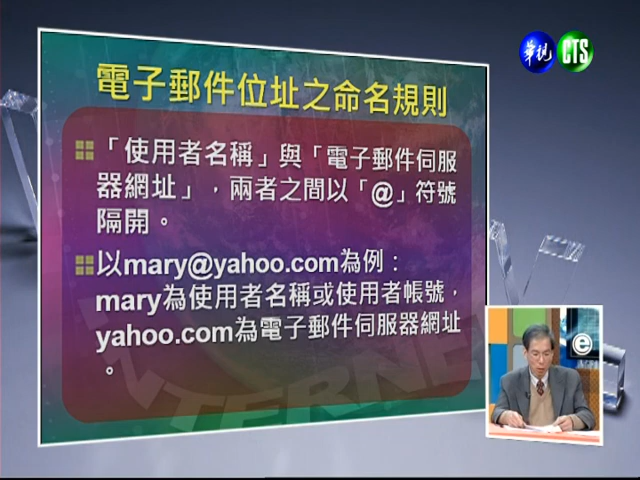 華視 CTS
電子郵件位址之命名規則
「使用者名稱」與「電子郵件伺服
器網址」，兩者之間以「@」符號
隔開。
以mary@yahoo.com為例：
mary為使用者名稱或使用者帳號，
yahoo.com為電子郵件伺服器網址
。
e
TERNE